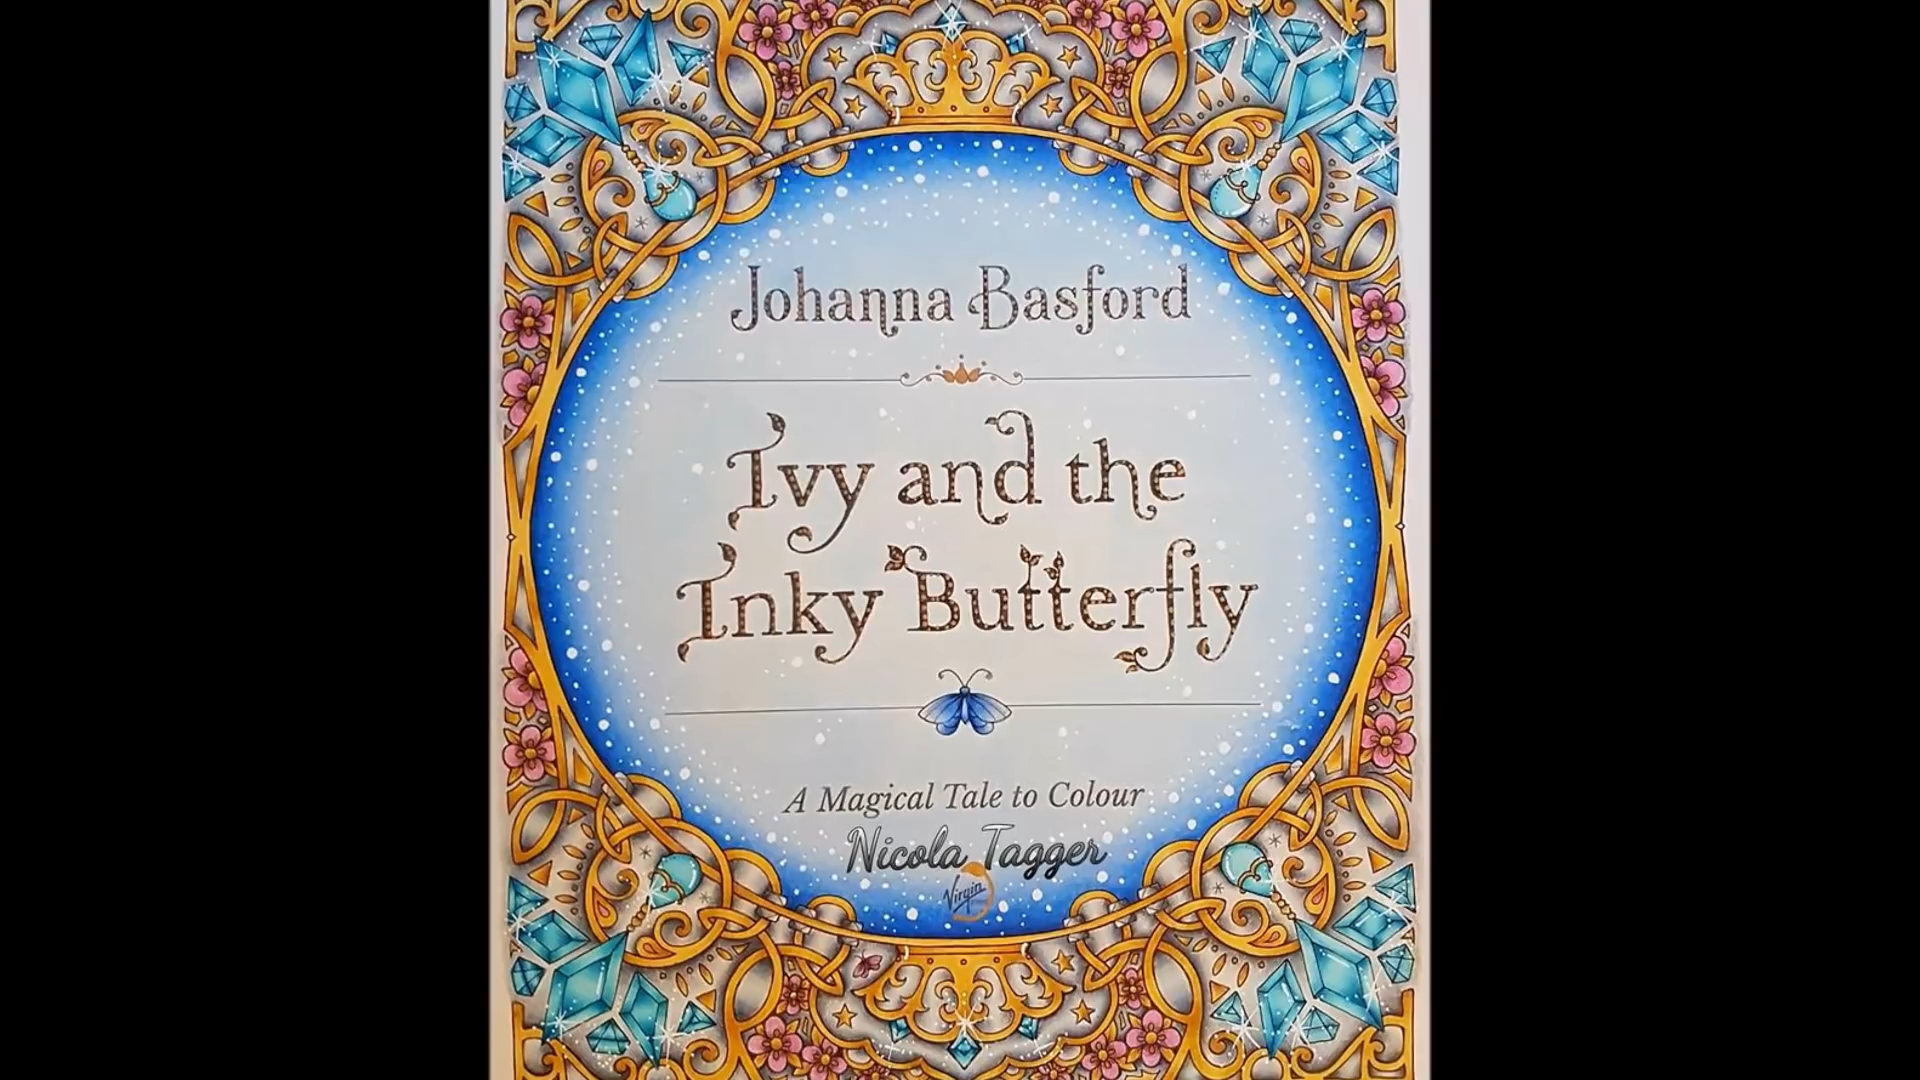 Johanna Basford
Ivy and the
Inky Butterfly
A Magical Tale to Colour
Nicola Tagger
Virgin